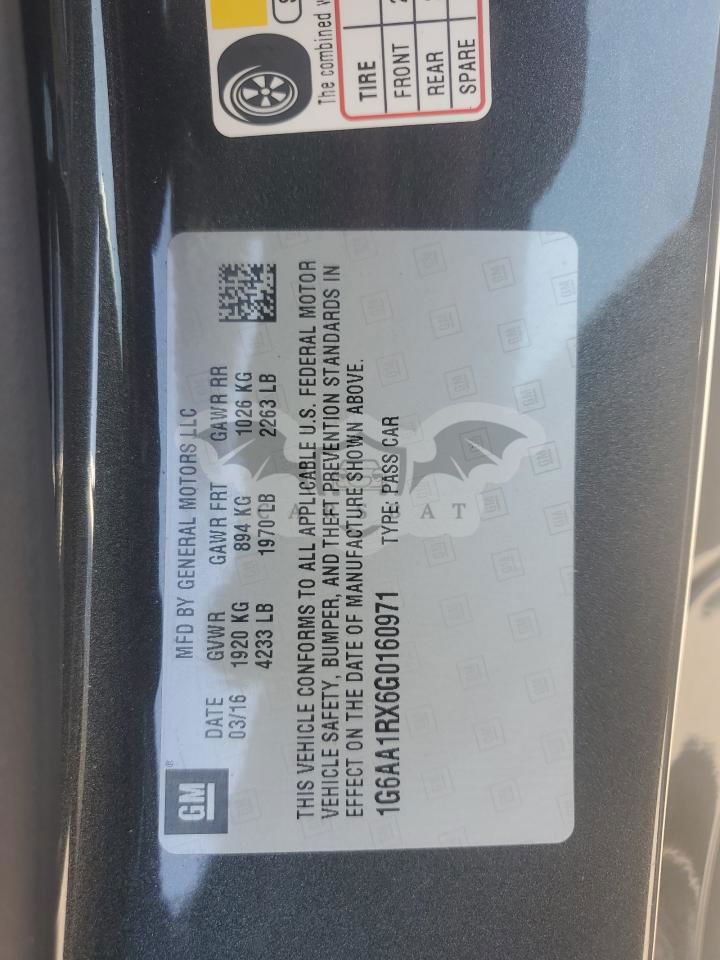 GM®
MFD BY GENERAL MOTORS LLC
DATE GVWR GAWR FRT GAWR RR
03/16 1920 KG 894 KG 1026 KG
4233 LB 1970 LB 2263 LB
THIS VEHICLE CONFORMS TO ALL APPLICABLE U.S. FEDERAL MOTOR
VEHICLE SAFETY, BUMPER, AND THEFT PREVENTION STANDARDS IN
EFFECT ON THE DATE OF MANUFACTURE SHOWN ABOVE.
1G6AA1RX6G0160971 TYPE: PASS CAR
The combined
TIRE
FRONT
REAR
SPARE